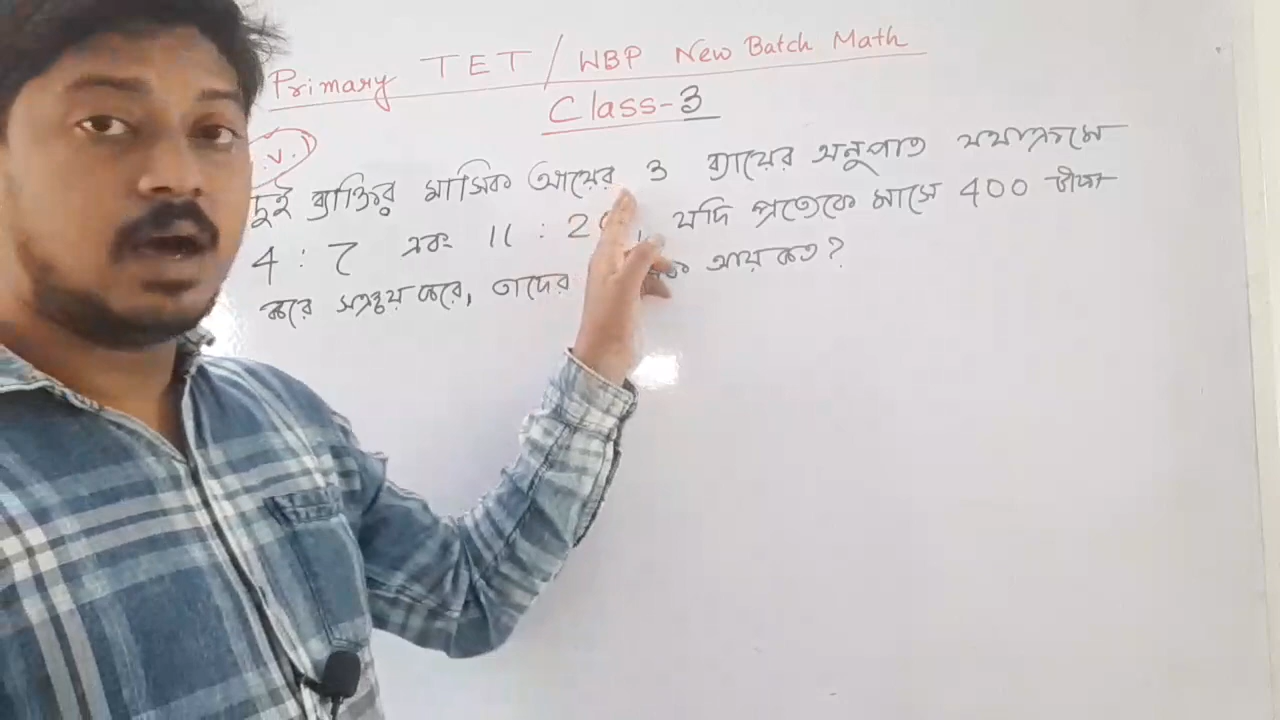 Primary TET / WBP New Batch Math
Class-3
V.)
দুই ব্যক্তির মাসিক আয়ের ও ব্যায়ের অনুপাত যথাক্রমে
4 : 7 এবং 11 : 2 , যদি প্রত্যেকে মাসে 400 টাকা
করে সঞ্চয় করে, তাদের আয় কত?